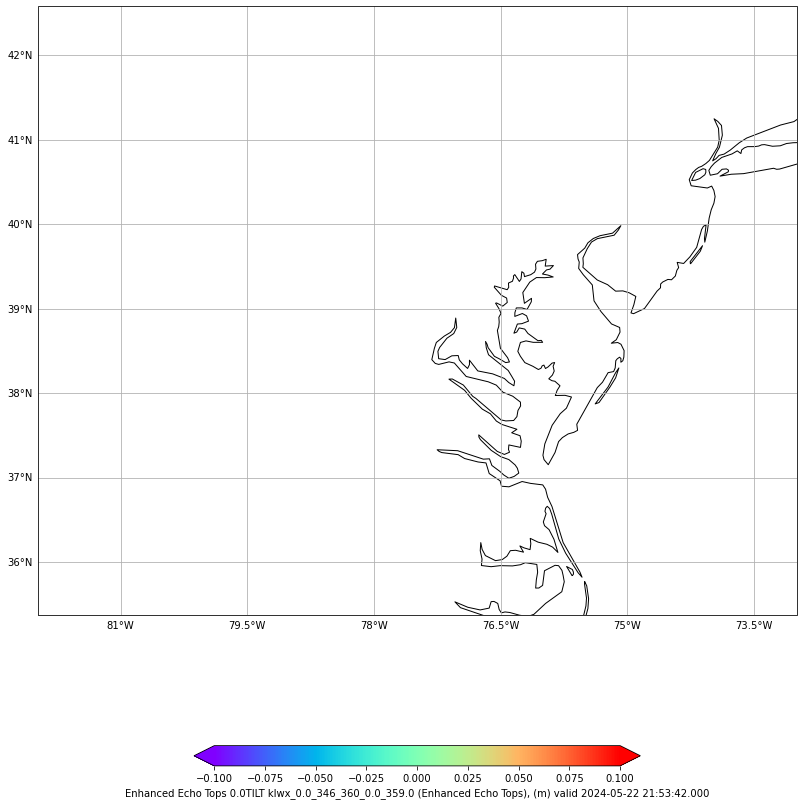 42°N
41°N
40°N
39°N
38°N
37°N
36°N
81°W 79.5°W 78°W 76.5°W 75°W 73.5°W
−0.100 −0.075 −0.050 −0.025 0.000 0.025 0.050 0.075 0.100
Enhanced Echo Tops 0.0TILT klwx_0.0_346_360_0.0_359.0 (Enhanced Echo Tops), (m) valid 2024-05-22 21:53:42.000